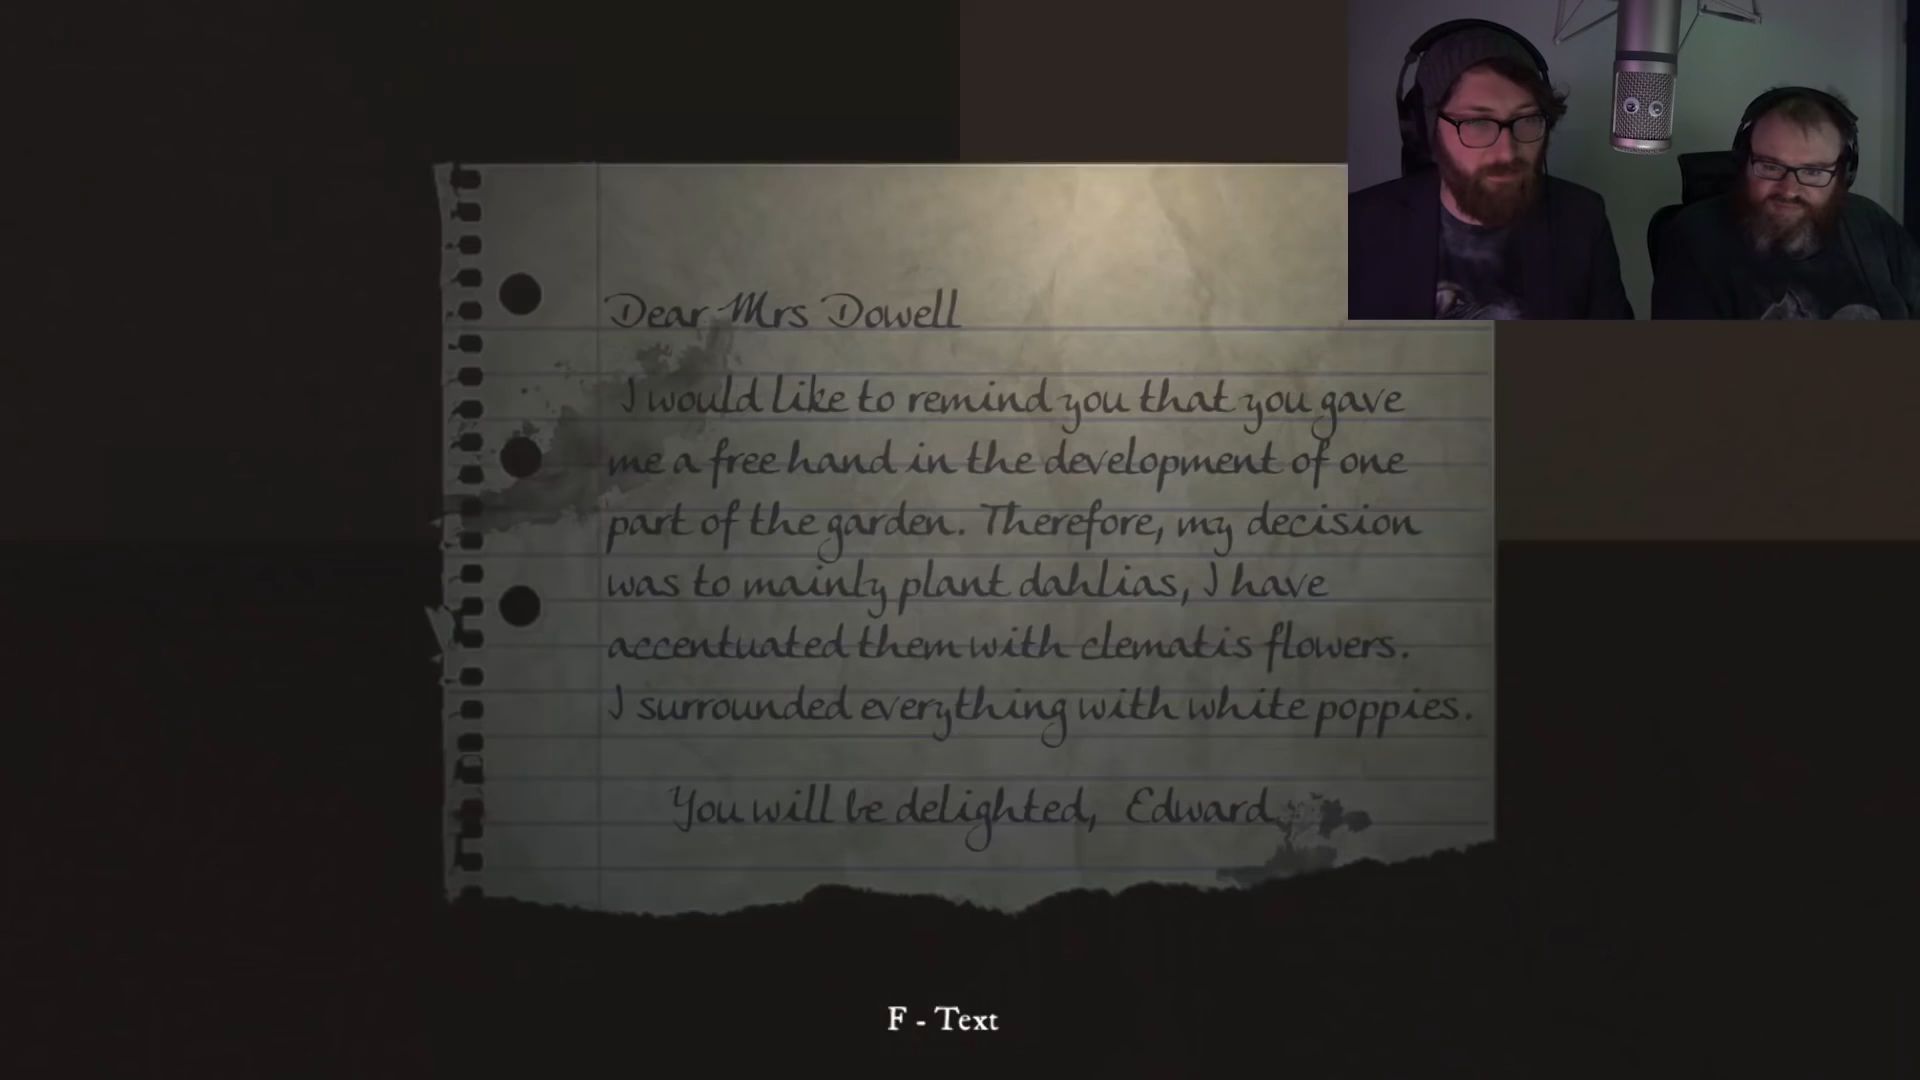 Dear Mrs Dowell
I would like to remind you that you gave
me a free hand in the development of one
part of the garden. Therefore, my decision
was to mainly plant dahlias, I have
accentuated them with clematis flowers.
I surrounded everything with white poppies.
You will be delighted, Edward
F - Text